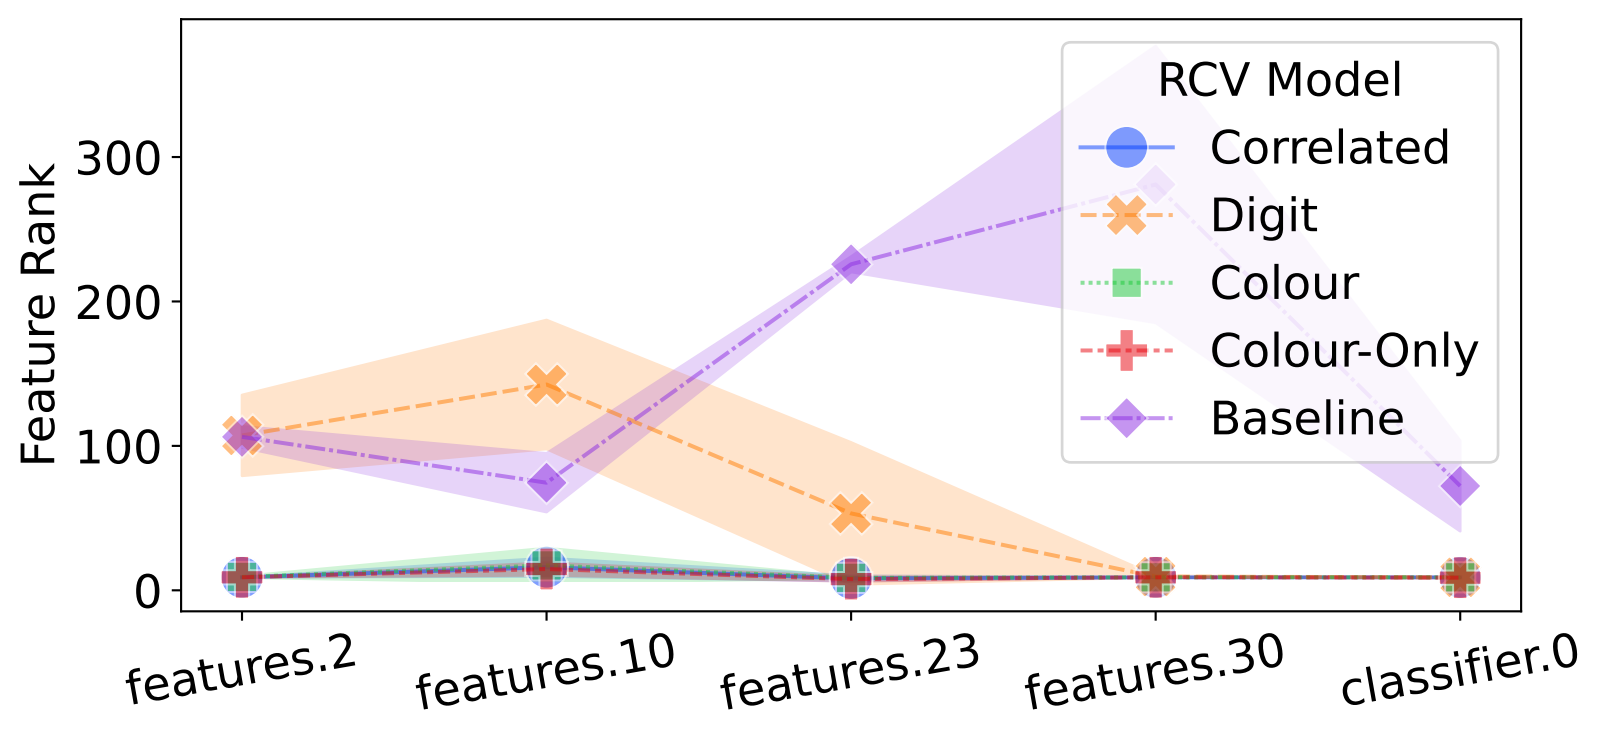 Feature Rank
300
200
100
0
RCV Model
Correlated
Digit
Colour
Colour-Only
Baseline
features.2
features.10
features.23
features.30
classifier.0